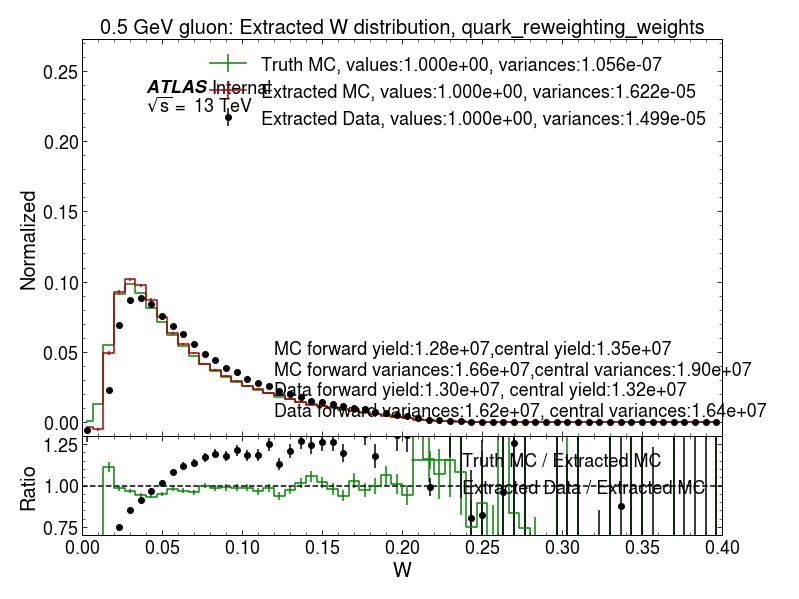 0.5 GeV gluon: Extracted W distribution, quark_reweighting_weights
Truth MC, values:1.000e+00, variances:1.056e-07
ATLAS Internal
Extracted MC, values:1.000e+00, variances:1.622e-05
√s = 13 TeV
Extracted Data, values:1.000e+00, variances:1.499e-05
Normalized
0.25
0.20
0.15
0.10
0.05
0.00
MC forward yield:1.28e+07,central yield:1.35e+07
MC forward variances:1.66e+07,central variances:1.90e+07
Data forward yield:1.30e+07, central yield:1.32e+07
Data forward variances:1.62e+07, central variances:1.64e+07
Ratio
1.25
1.00
0.75
Truth MC / Extracted MC
Extracted Data / Extracted MC
0.00 0.05 0.10 0.15 0.20 0.25 0.30 0.35 0.40
W